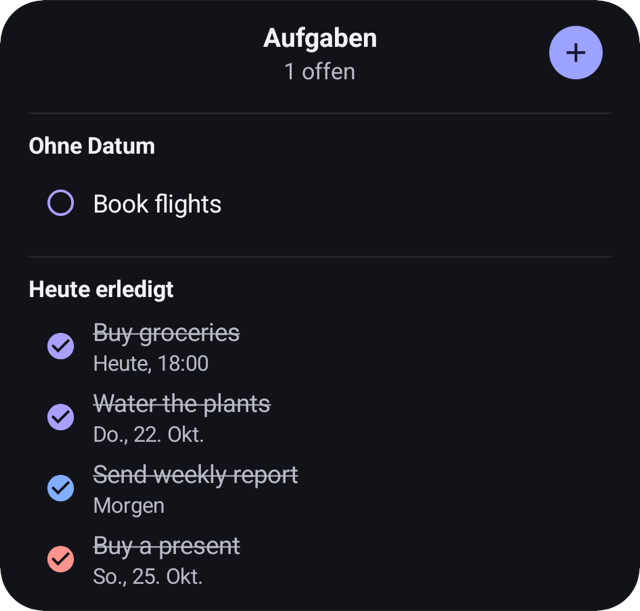 Aufgaben
1 offen
Ohne Datum
Book flights
Heute erledigt
Buy groceries
Heute, 18:00
Water the plants
Do., 22. Okt.
Send weekly report
Morgen
Buy a present
So., 25. Okt.